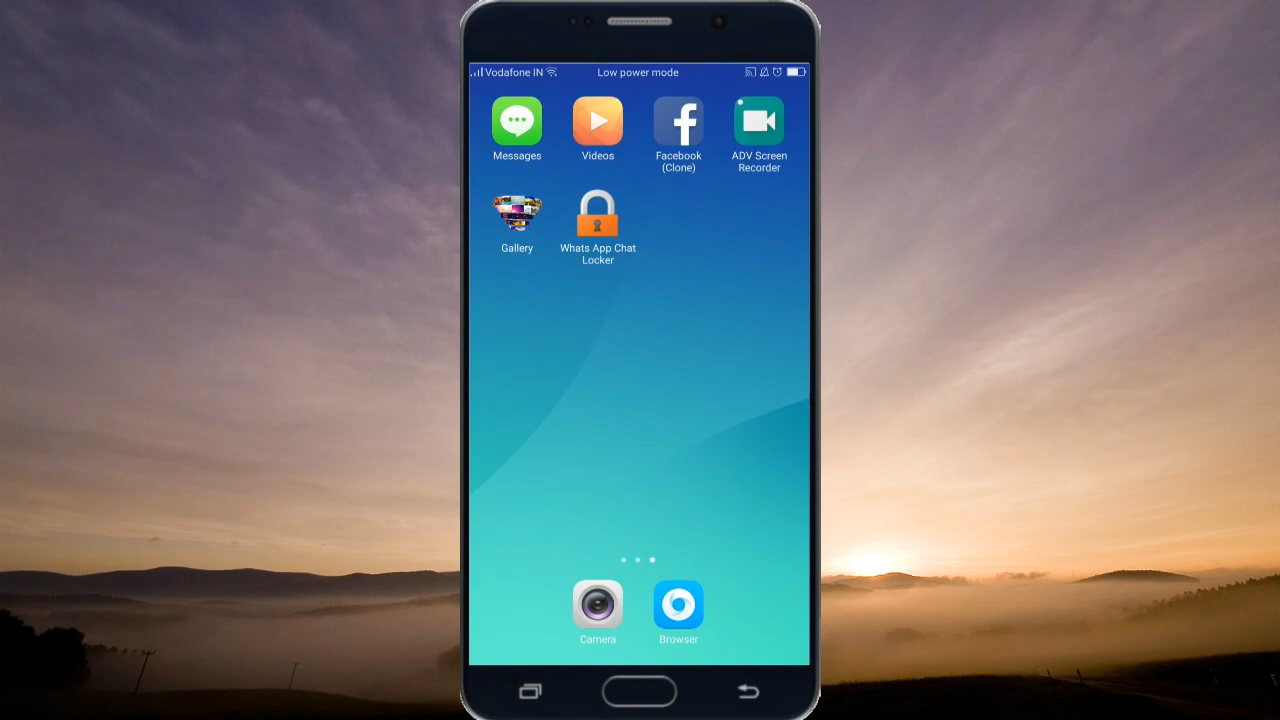 Vodafone IN
Low power mode
Messages
Videos
Facebook
(Clone)
ADV Screen
Recorder
Gallery
Whats App Chat
Locker
Camera
Browser